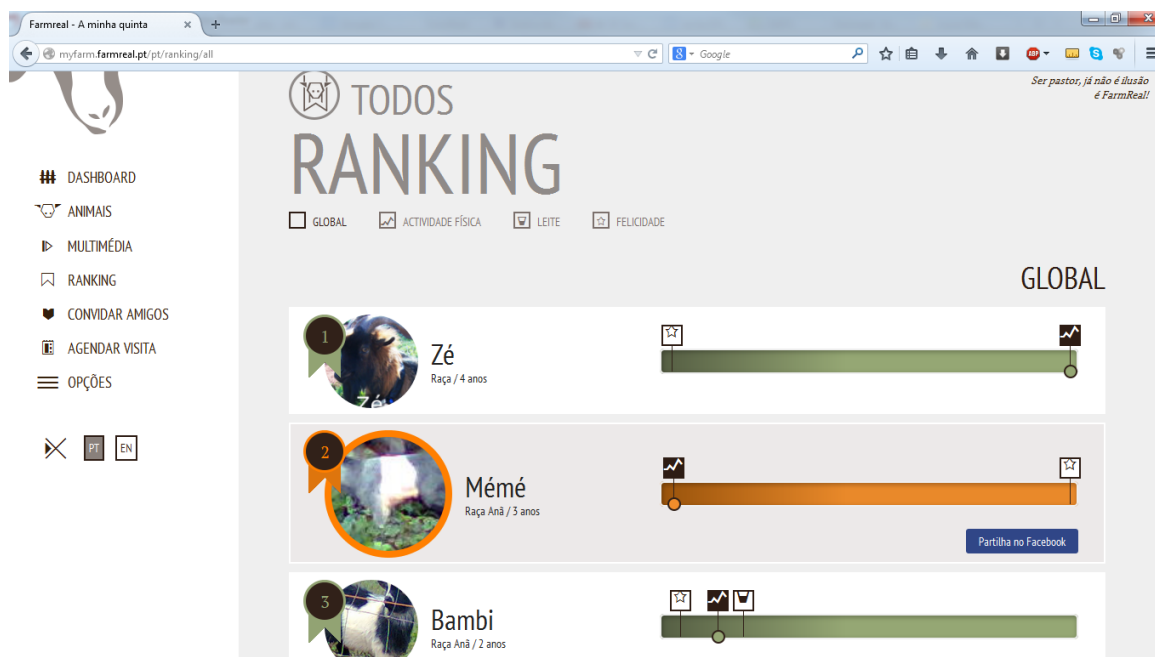 Farmreal - A minha quinta
myfarm.farmreal.pt/pt/ranking/all
Google
ABP
Ser pastor, já não é ilusão
é FarmReal!
TODOS
RANKING
DASHBOARD
ANIMAIS
MULTIMÉDIA
RANKING
CONVIDAR AMIGOS
AGENDAR VISITA
OPÇÕES
PT EN
GLOBAL ACTIVIDADE FÍSICA LEITE FELICIDADE
GLOBAL
1
Zé
Zé
Raça / 4 anos
2
Mémé
Raça Anã / 3 anos
Partilha no Facebook
3
Bambi
Raça Anã / 2 anos